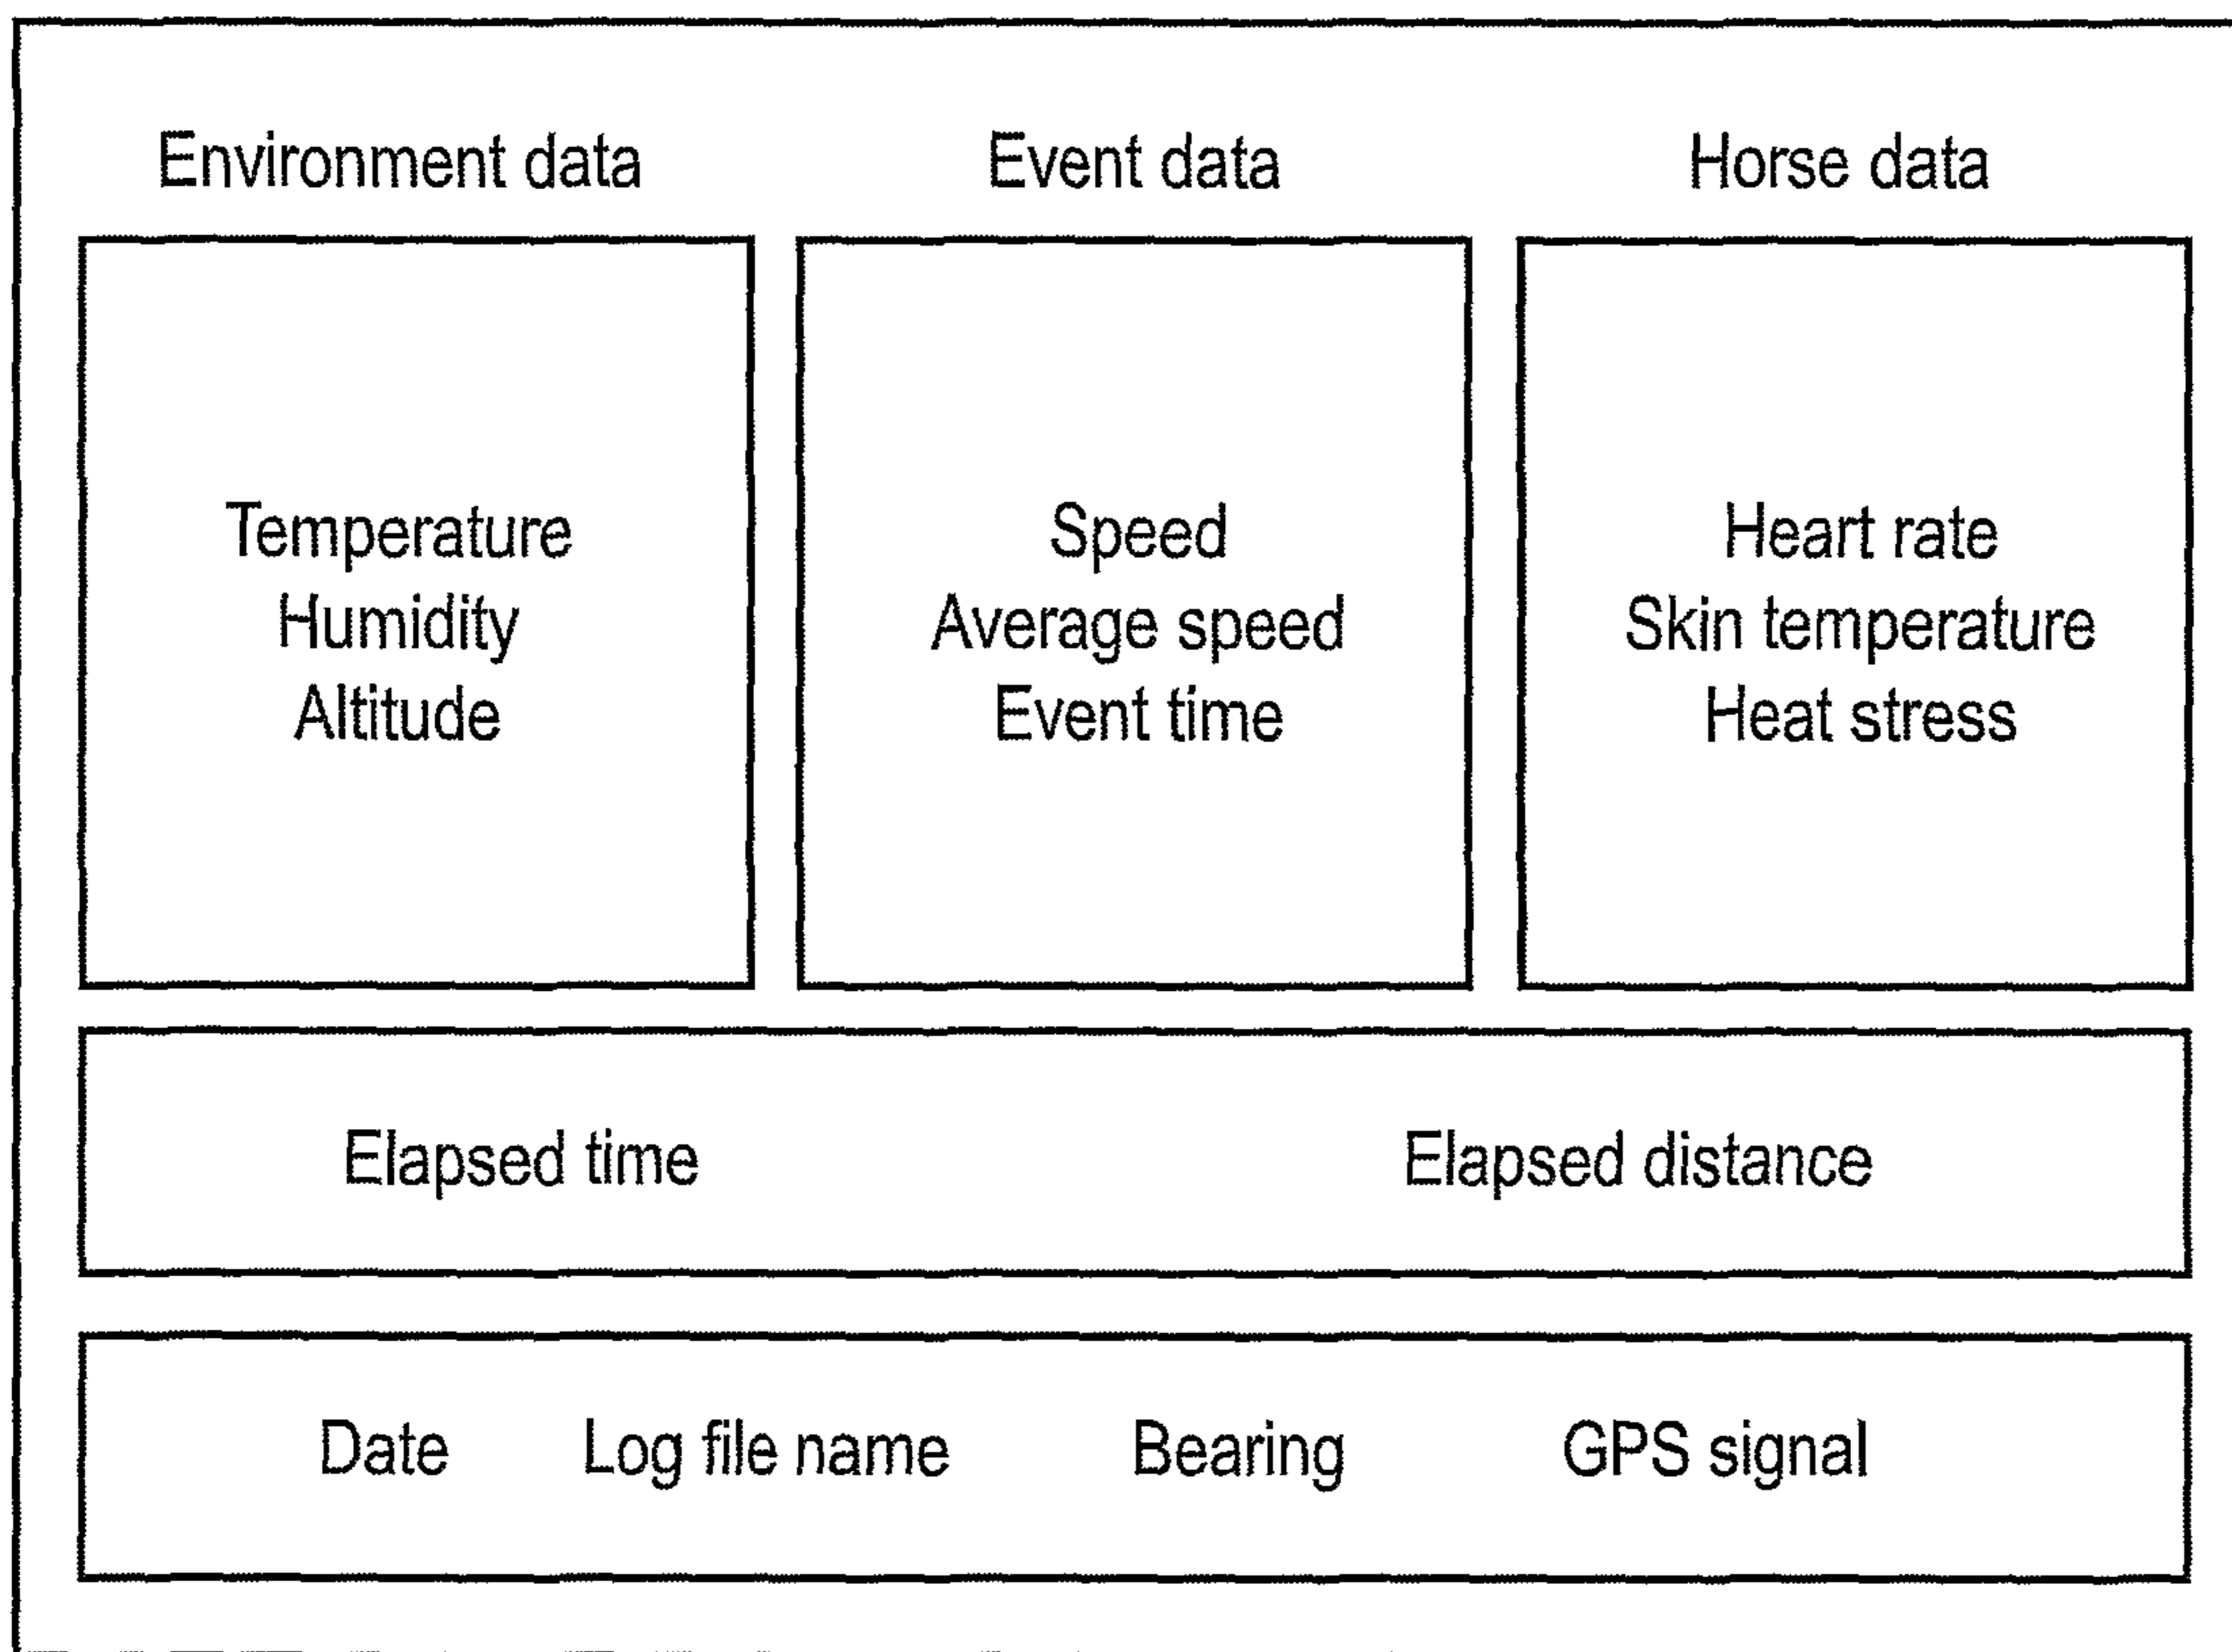 Environment data
Event data
Horse data
Temperature
Humidity
Altitude
Speed
Average speed
Event time
Heart rate
Skin temperature
Heat stress
Elapsed time
Elapsed distance
Date
Log file name
Bearing
GPS signal